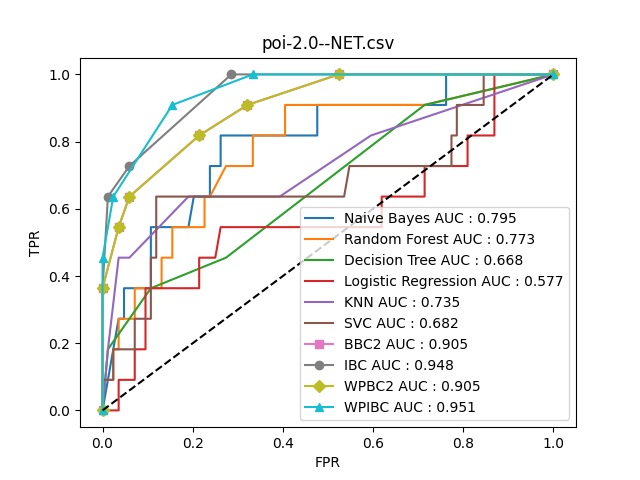 poi-2.0--NET.csv
TPR
1.0
0.8
0.6
0.4
0.2
0.0
Naive Bayes AUC : 0.795
Random Forest AUC : 0.773
Decision Tree AUC : 0.668
Logistic Regression AUC : 0.577
KNN AUC : 0.735
SVC AUC : 0.682
BBC2 AUC : 0.905
IBC AUC : 0.948
WPBC2 AUC : 0.905
WPIBC AUC : 0.951
0.0 0.2 0.4 0.6 0.8 1.0
FPR